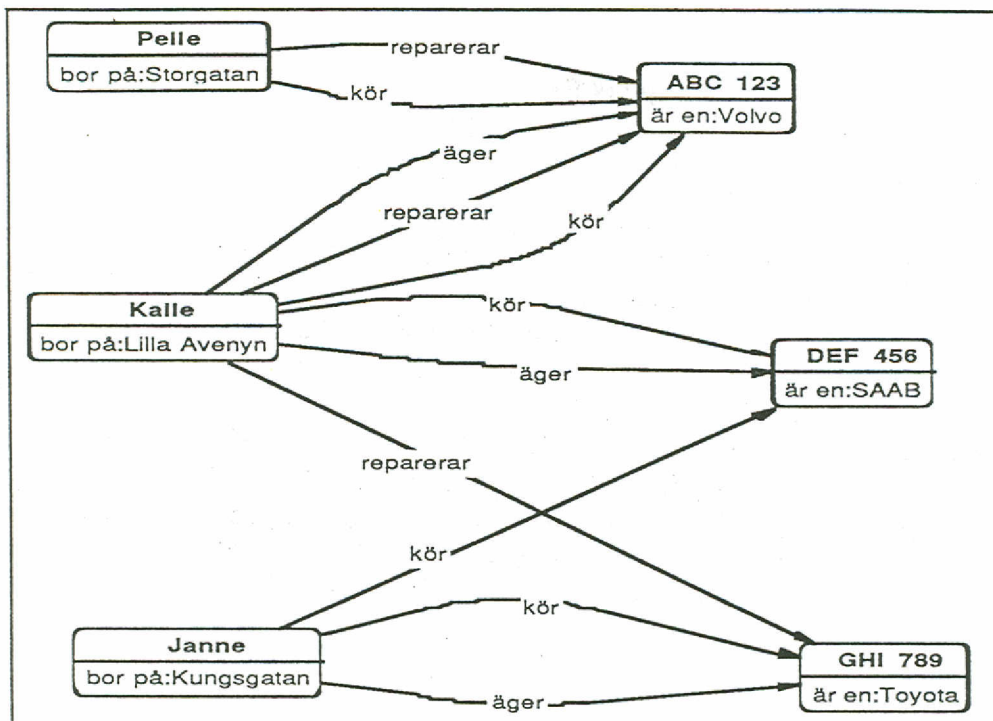 Pelle
bor på:Storgatan
reparerar
kör
ABC 123
är en:Volvo
äger
reparerar
kör
Kalle
bor på:Lilla Avenyn
kör
äger
DEF 456
är en:SAAB
reparerar
kör
kör
Janne
bor på:Kungsgatan
äger
GHI 789
är en:Toyota